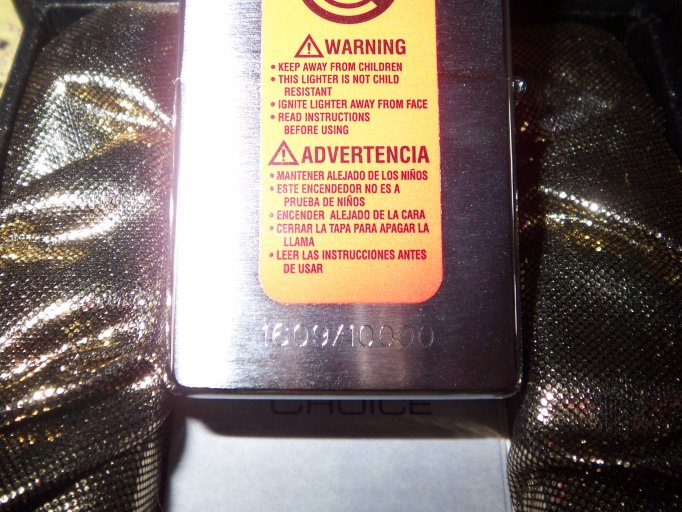 WARNING
• KEEP AWAY FROM CHILDREN
• THIS LIGHTER IS NOT CHILD
RESISTANT
• IGNITE LIGHTER AWAY FROM FACE
• READ INSTRUCTIONS
BEFORE USING
ADVERTENCIA
• MANTENER ALEJADO DE LOS NIÑOS
• ESTE ENCENDEDOR NO ES A
PRUEBA DE NIÑOS
• ENCENDER ALEJADO DE LA CARA
• CERRAR LA TAPA PARA APAGAR LA
LLAMA
• LEER LAS INSTRUCCIONES ANTES
DE USAR
1609/10000
CHOICE